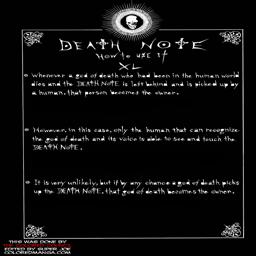 DEATH NOTE
How to use it
XL
Whenever a god of death who had been in the human world
dies and the DEATH NOTE is left behind and is picked up by
a human, that person becomes the owner.
However, in this case, only the human that can recognize
the god of death and its voice is able to see and touch the
DEATH NOTE.
It is very unlikely, but if by any chance a god of death picks
up the DEATH NOTE, that god of death becomes the owner.
THIS WAS DONE BY
EDITED BY SUPER JOE
COLOREDMANGA.COM